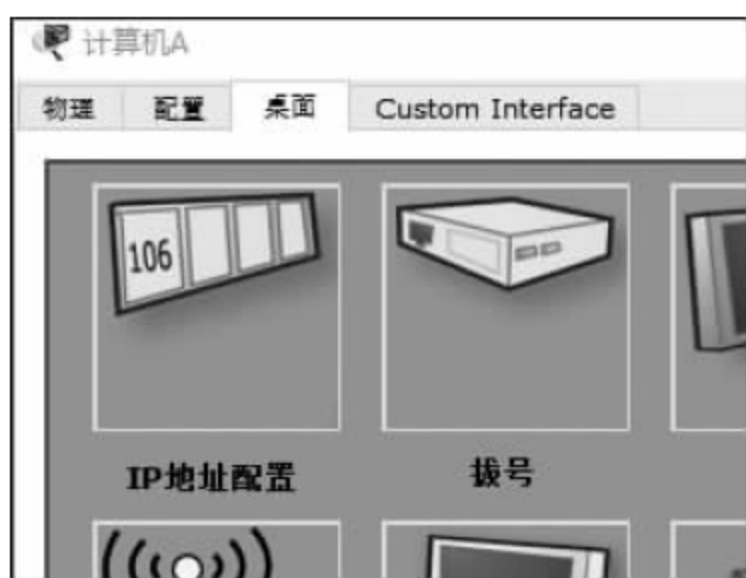 计算机A
物理 配置 桌面 Custom Interface
106
IP地址配置 拔号